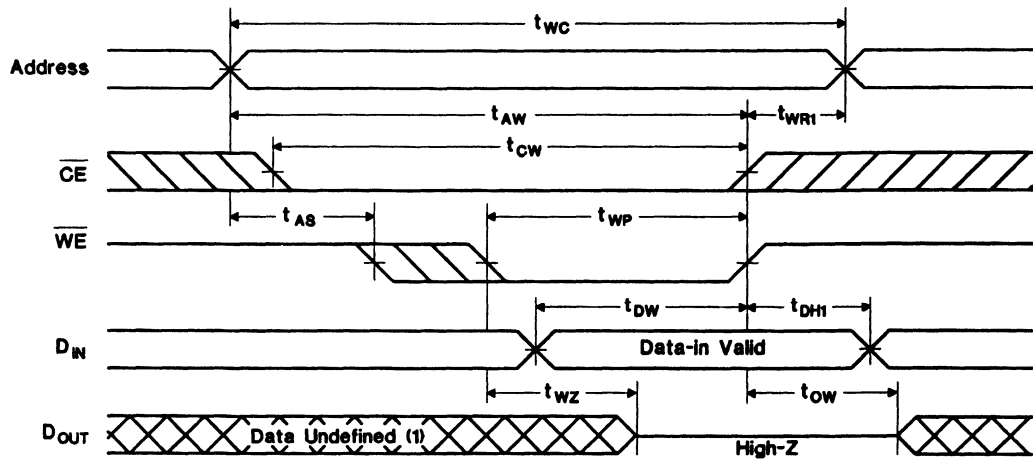 tWC
Address
tAW
tWR1
tCW
CE
tAS
tWP
WE
tDW
tDH1
DIN
Data-in Valid
tWZ
tOW
DOUT
Data Undefined (1)
High-Z